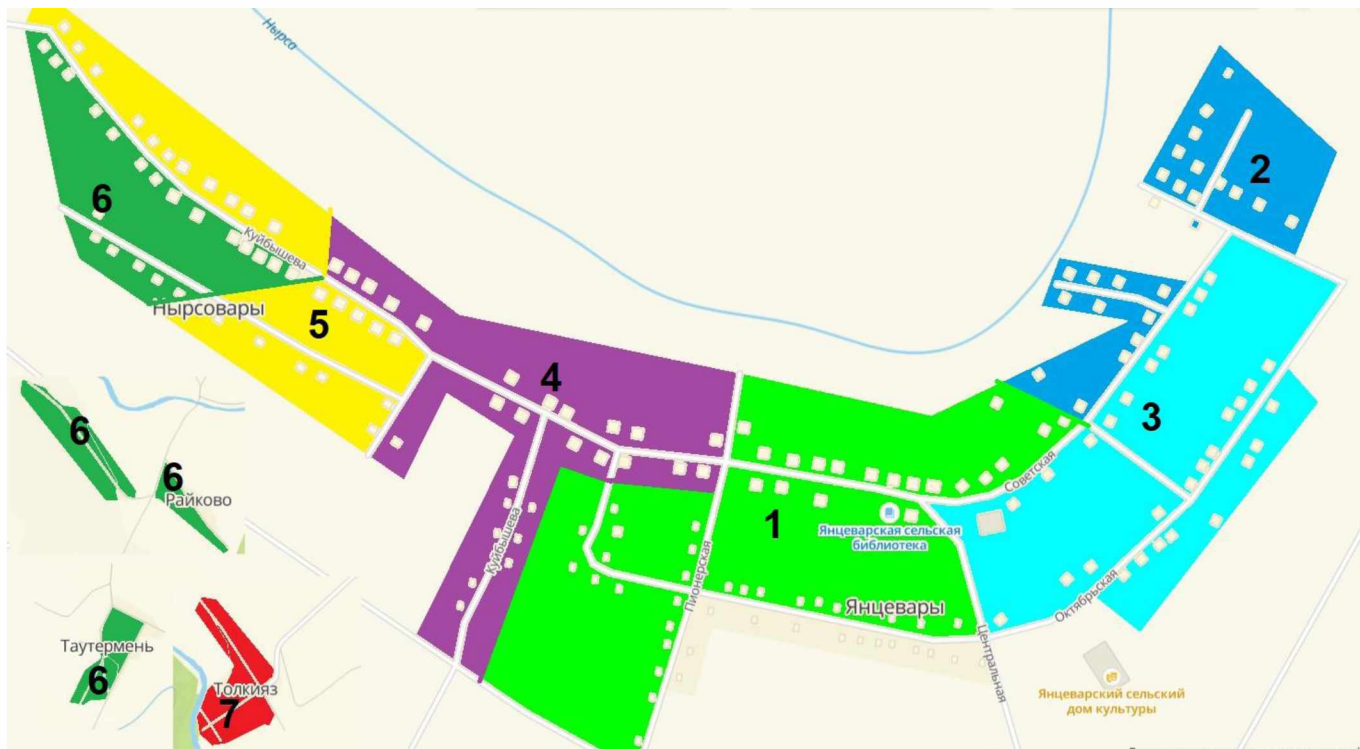 Нырса
2
6
Куйбышева
Нырсовары
5
4
3
6
6
Райково
Советская
1
Янцеварская сельская
библиотека
Куйбышева
Пионерская
Янцевары
Октябрьская
Центральная
Таутермень
6
Толкияз
7
Янцеварский сельский
дом культуры